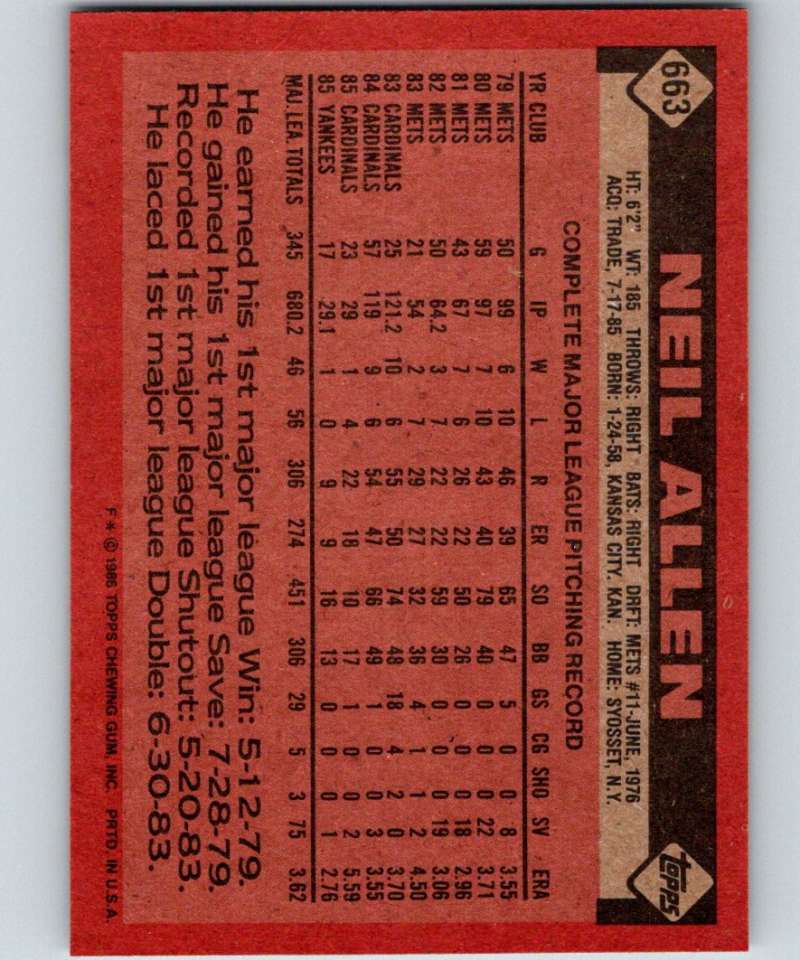 663
NEIL ALLEN
topps
HT: 6'2" WT: 185 THROWS: RIGHT BATS: RIGHT DRFT: METS #11-JUNE, 1976
ACQ: TRADE, 7-17-85 BORN: 1-24-58, KANSAS CITY, KAN. HOME: SYOSSET, N.Y.
COMPLETE MAJOR LEAGUE PITCHING RECORD
YR CLUB G IP W L R ER SO BB GS CG SHO SV ERA
79 METS 50 99 6 10 46 39 65 47 5 0 0 8 3.55
80 METS 59 97 7 10 43 40 79 40 0 0 0 22 3.71
81 METS 43 67 7 6 26 22 50 26 0 0 0 18 2.96
82 METS 50 64.2 3 7 22 22 59 30 0 0 0 19 3.06
83 METS 21 54 2 7 29 27 32 36 4 1 1 2 4.50
83 CARDINALS 25 121.2 10 6 55 50 74 48 18 4 2 0 3.70
84 CARDINALS 57 119 9 6 54 47 66 49 1 0 0 3 3.55
85 CARDINALS 23 29 1 4 22 18 10 17 1 0 0 2 5.59
85 YANKEES 17 29.1 1 0 9 9 16 13 0 0 0 1 2.76
MAJ. LEA. TOTALS 345 680.2 46 56 306 274 451 306 29 5 3 75 3.62
He earned his 1st major league Win: 5-12-79.
He gained his 1st major league Save: 7-28-79.
Recorded 1st major league Shutout: 5-20-83.
He laced 1st major league Double: 6-30-83.
F * © 1986 TOPPS CHEWING GUM, INC. PRTD. IN U.S.A.